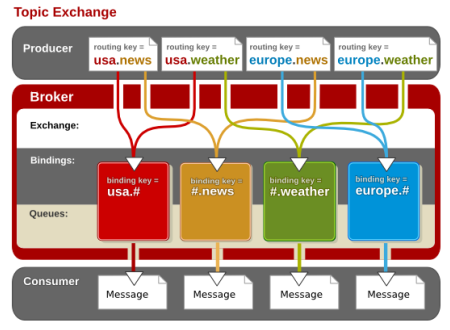 Topic Exchange
Producer
routing key =
usa.news
routing key =
usa.weather
routing key =
europe.news
routing key =
europe.weather
Broker
Exchange:
Bindings:
binding key =
usa.#
binding key =
#.news
binding key =
#.weather
binding key =
europe.#
Queues:
Consumer
Message
Message
Message
Message